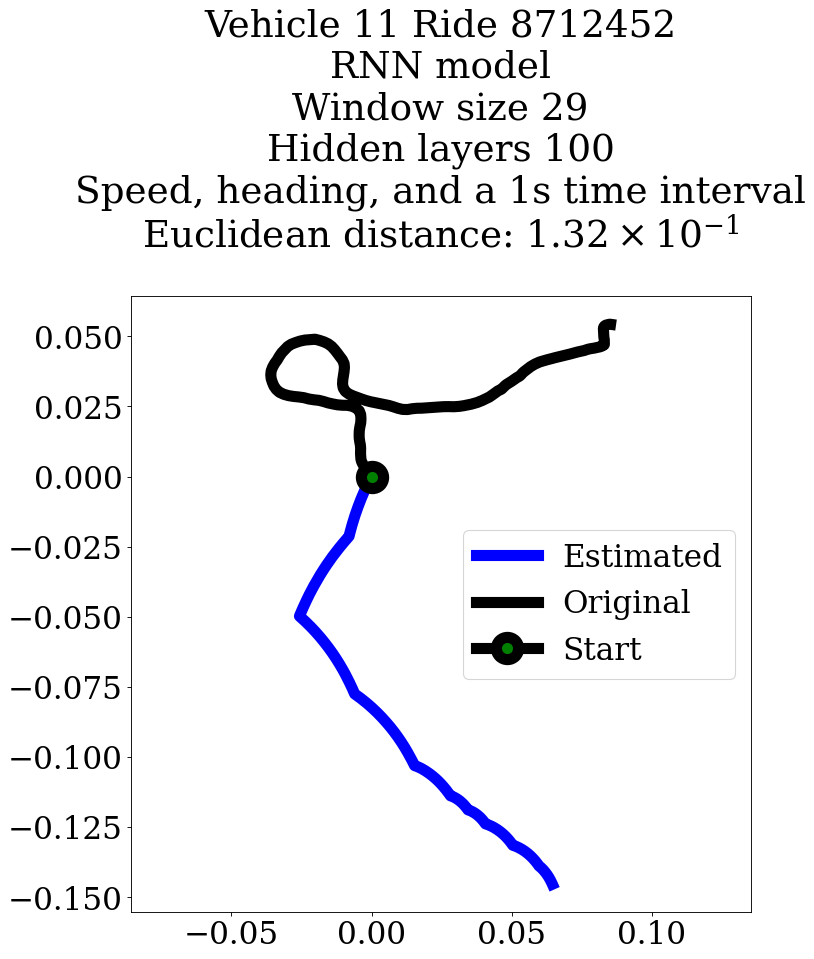 Vehicle 11 Ride 8712452
RNN model
Window size 29
Hidden layers 100
Speed, heading, and a 1s time interval
Euclidean distance: 1.32 × 10⁻¹
0.050
0.025
0.000
−0.025
−0.050
−0.075
−0.100
−0.125
−0.150
Estimated
Original
Start
−0.05 0.00 0.05 0.10